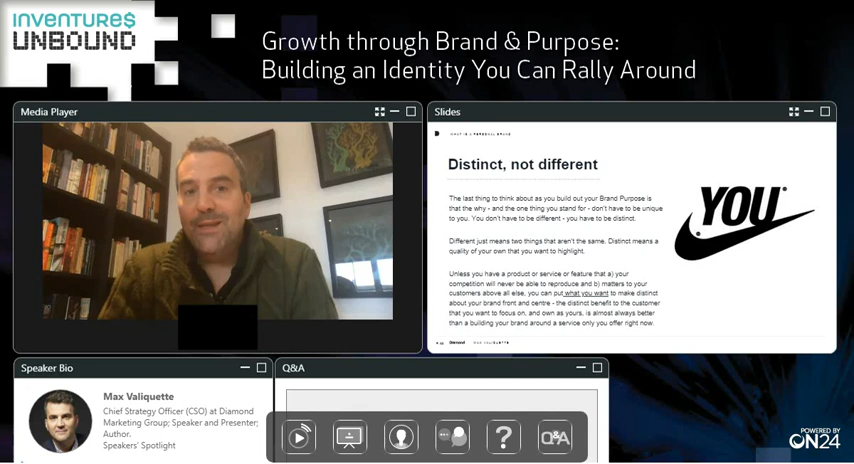 INVENTURE$
UNBOUND
Growth through Brand & Purpose:
Building an Identity You Can Rally Around
Media Player
Slides
WHAT IS A PERSONAL BRAND
Distinct, not different
The last thing to think about as you build out your Brand Purpose is
that the why - and the one thing you stand for - don't have to be unique
to you. You don't have to be different - you have to be distinct.
Different just means two things that aren't the same. Distinct means a
quality of your own that you want to highlight.
Unless you have a product or service or feature that a) your
competition will never be able to reproduce and b) matters to your
customers above all else, you can put what you want to make distinct
about your brand front and centre - the distinct benefit to the customer
that you want to focus on, and own as yours, is almost always better
than a building your brand around a service only you offer right now.
YOU
Diamond
MAX VALIQUETTE
Speaker Bio
Max Valiquette
Chief Strategy Officer (CSO) at Diamond
Marketing Group; Speaker and Presenter;
Author.
Speakers' Spotlight
Q&A
?
Q&A
POWERED BY
ON24